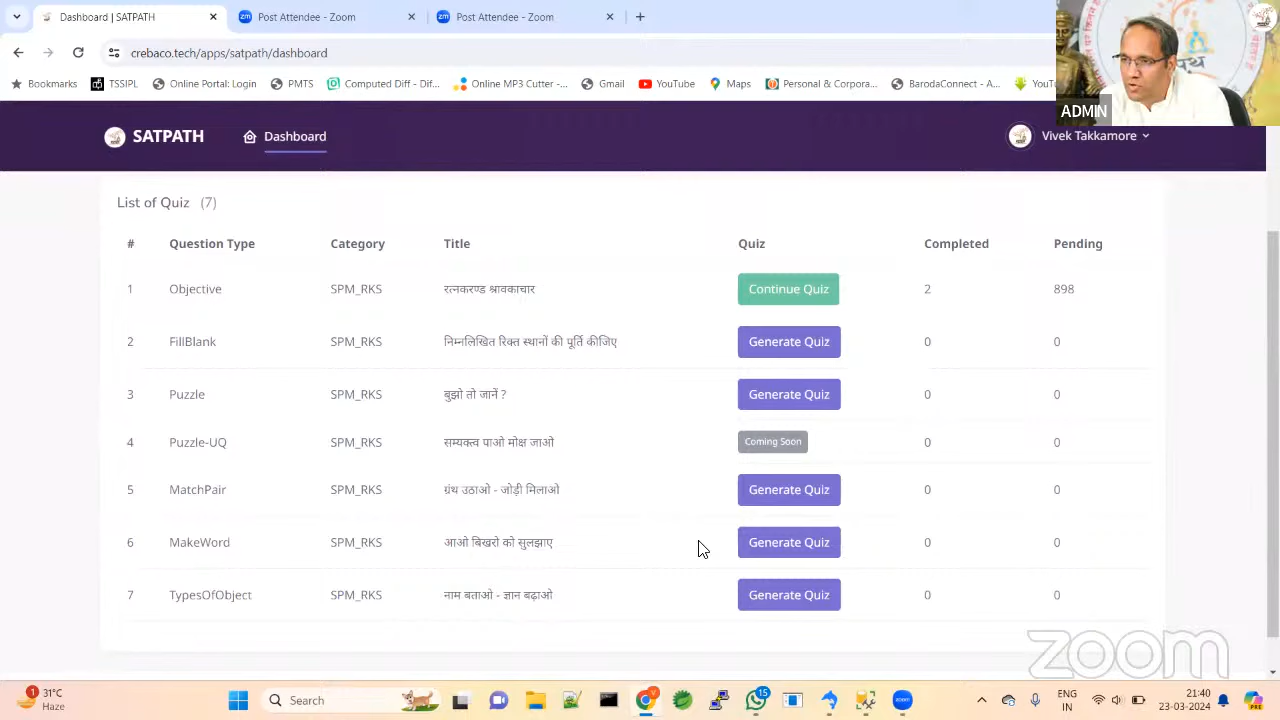 SATPATH
Post Attendee - Zoom
Post Attendee - Zoom
crebaco.tech/apps/satpath/dashboard
Bookmarks
TSSIPL
Online Portal: Login
PMTS
Computed Diff - Dif...
Online MP3 Cutter -...
Gmail
YouTube
Maps
Personal & Corpora...
BarodaConnect - A...
ADMIN
SATPATH
Dashboard
Vivek Takkamore
List of Quiz (7)
# Question Type Category Title Quiz Completed Pending
1 Objective SPM_RKS रत्नकरण्ड श्रावकाचार Continue Quiz 2 898
2 FillBlank SPM_RKS निम्नलिखित रिक्त स्थानों की पूर्ति कीजिए Generate Quiz 0 0
3 Puzzle SPM_RKS बुझो तो जानें ? Generate Quiz 0 0
4 Puzzle-UQ SPM_RKS सम्यक्त्व पाओ मोक्ष जाओ Coming Soon 0 0
5 MatchPair SPM_RKS ग्रंथ उठाओ - जोड़ी मिलाओ Generate Quiz 0 0
6 MakeWord SPM_RKS आओ बिखरो को सुलझाए Generate Quiz 0 0
7 TypesOfObject SPM_RKS नाम बताओ - ज्ञान बढ़ाओ Generate Quiz 0 0
zoom
1
31°C
Haze
Search
15
zoom
ENG
IN
21:40
23-03-2024